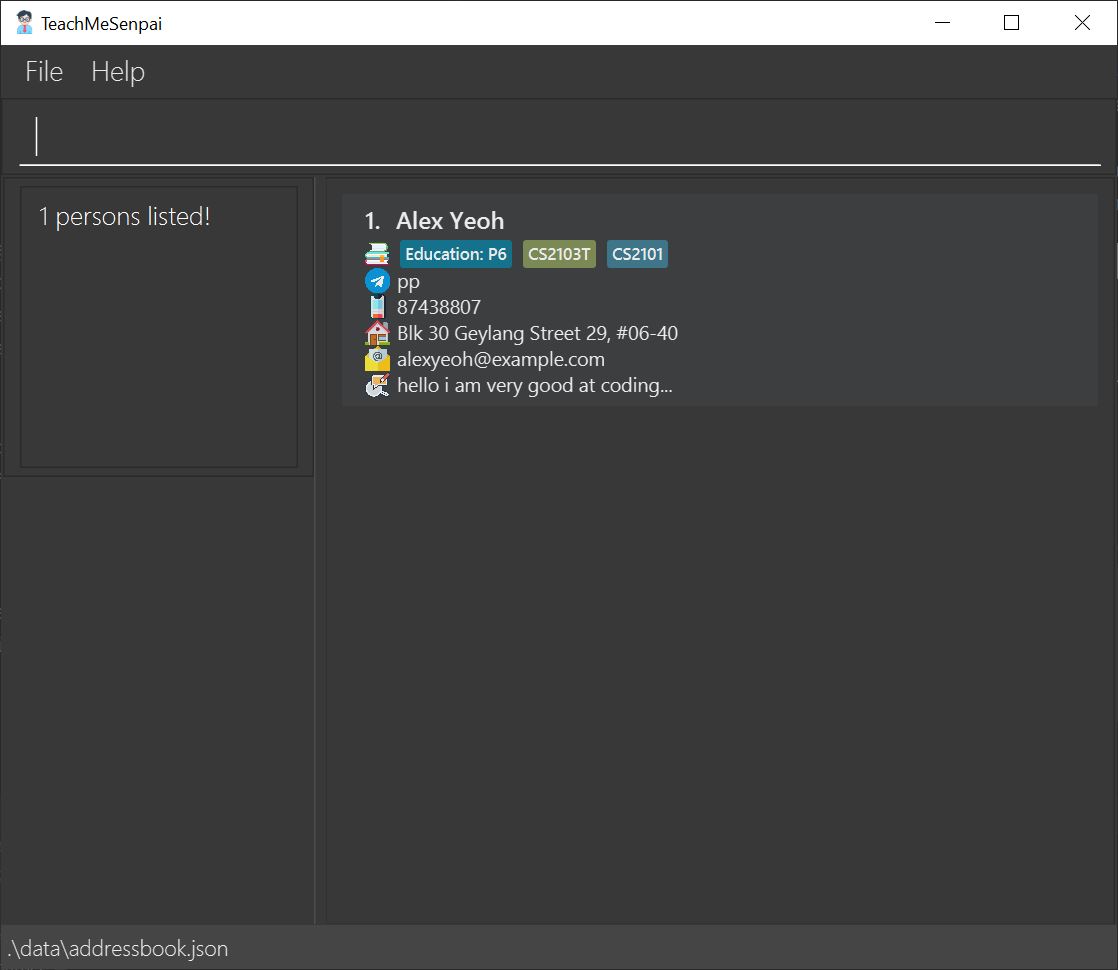 TeachMeSenpai
File Help
1 persons listed!
1. Alex Yeoh
Education: P6 CS2103T CS2101
pp
87438807
Blk 30 Geylang Street 29, #06-40
alexyeoh@example.com
hello i am very good at coding...
.\data\addressbook.json